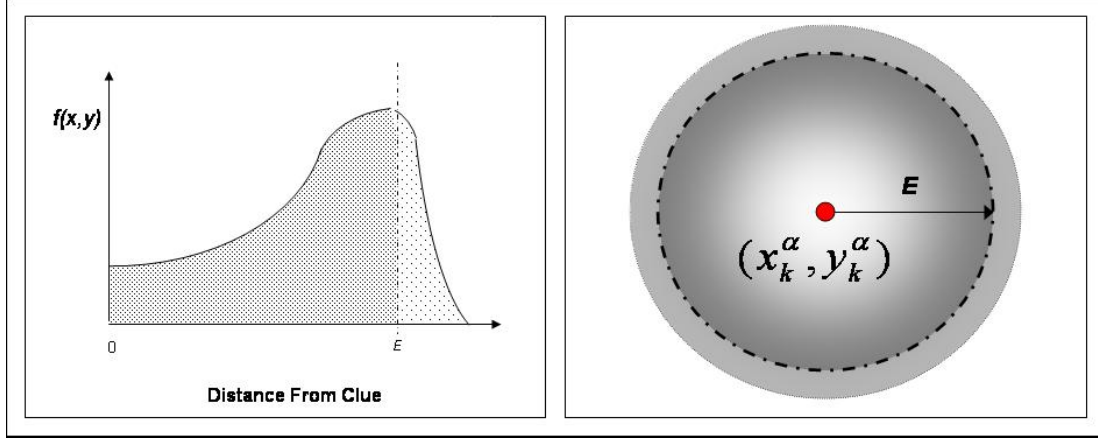 f(x,y)
0
E
Distance From Clue
E
(x_k^α, y_k^α)